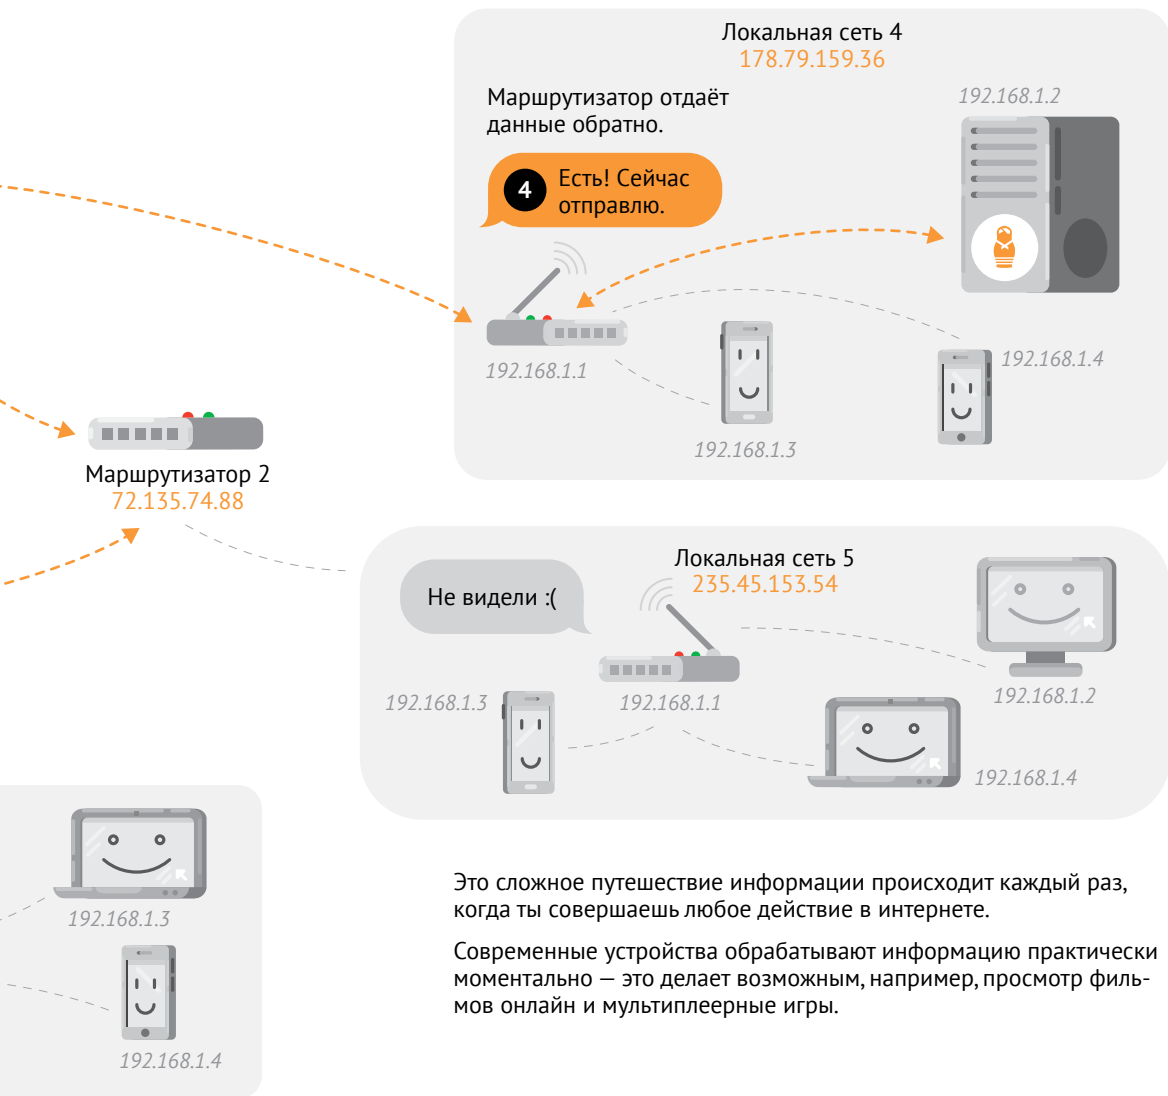 Локальная сеть 4
178.79.159.36
Маршрутизатор отдаёт
данные обратно.
192.168.1.2
4
Есть! Сейчас
отправлю.
192.168.1.1
192.168.1.3
192.168.1.4
Маршрутизатор 2
72.135.74.88
Локальная сеть 5
235.45.153.54
Не видели :(
192.168.1.3
192.168.1.1
192.168.1.2
192.168.1.4
192.168.1.3
192.168.1.4
Это сложное путешествие информации происходит каждый раз,
когда ты совершаешь любое действие в интернете.
Современные устройства обрабатывают информацию практически
моментально — это делает возможным, например, просмотр филь-
мов онлайн и мультиплеерные игры.